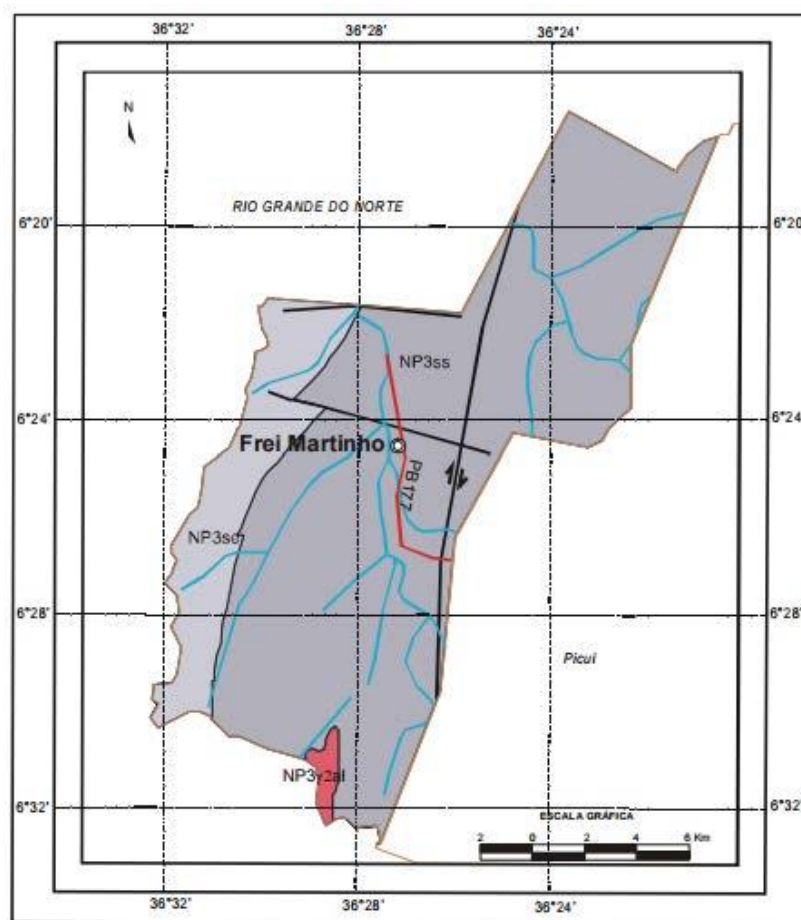 36°32' 36°28' 36°24'
N
RIO GRANDE DO NORTE
6°20' 6°20'
NP3ss
6°24' 6°24'
Frei Martinho
PB 177
NP3se
6°28' 6°28'
Picuí
NP3γ2al
6°32' 6°32'
ESCALA GRÁFICA
2 0 2 4 6 Km
36°32' 36°28' 36°24'